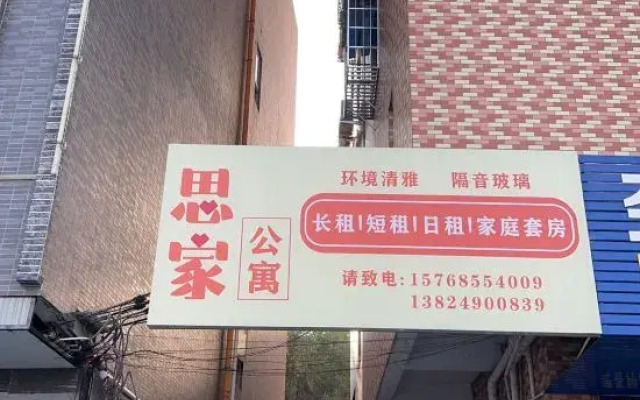 思家
公寓
环境清雅 隔音玻璃
长租|短租|日租|家庭套房
请致电:15768554009
13824900839